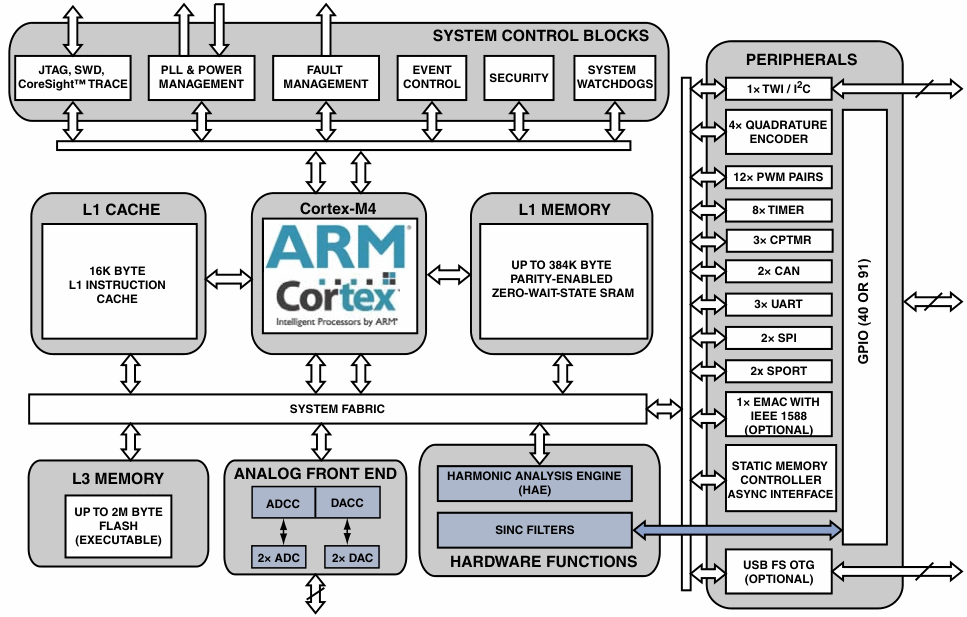 SYSTEM CONTROL BLOCKS
JTAG, SWD,
CoreSight™ TRACE
PLL & POWER
MANAGEMENT
FAULT
MANAGEMENT
EVENT
CONTROL
SECURITY
SYSTEM
WATCHDOGS
L1 CACHE
16K BYTE
L1 INSTRUCTION
CACHE
Cortex-M4
ARM®
Cortex®
Intelligent Processors by ARM®
L1 MEMORY
UP TO 384K BYTE
PARITY-ENABLED
ZERO-WAIT-STATE SRAM
SYSTEM FABRIC
L3 MEMORY
UP TO 2M BYTE
FLASH
(EXECUTABLE)
ANALOG FRONT END
ADCC
DACC
2× ADC
2× DAC
HARMONIC ANALYSIS ENGINE
(HAE)
SINC FILTERS
HARDWARE FUNCTIONS
PERIPHERALS
1× TWI / I²C
4× QUADRATURE
ENCODER
12× PWM PAIRS
8× TIMER
3× CPTMR
2× CAN
3× UART
2× SPI
2x SPORT
1× EMAC WITH
IEEE 1588
(OPTIONAL)
STATIC MEMORY
CONTROLLER
ASYNC INTERFACE
USB FS OTG
(OPTIONAL)
GPIO (40 OR 91)